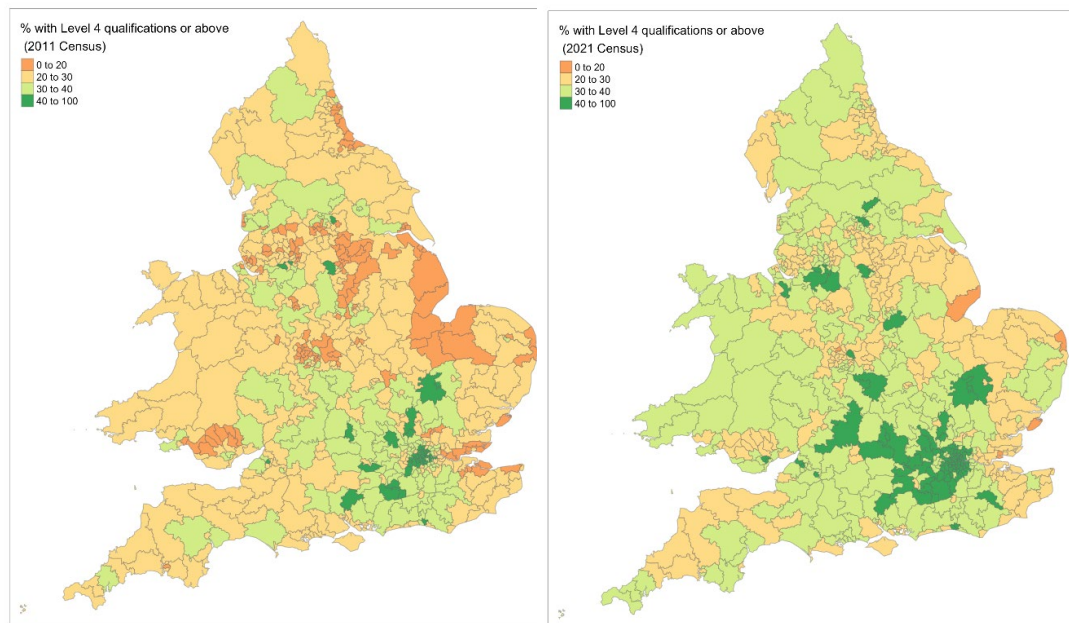 % with Level 4 qualifications or above
(2011 Census)
0 to 20
20 to 30
30 to 40
40 to 100
% with Level 4 qualifications or above
(2021 Census)
0 to 20
20 to 30
30 to 40
40 to 100